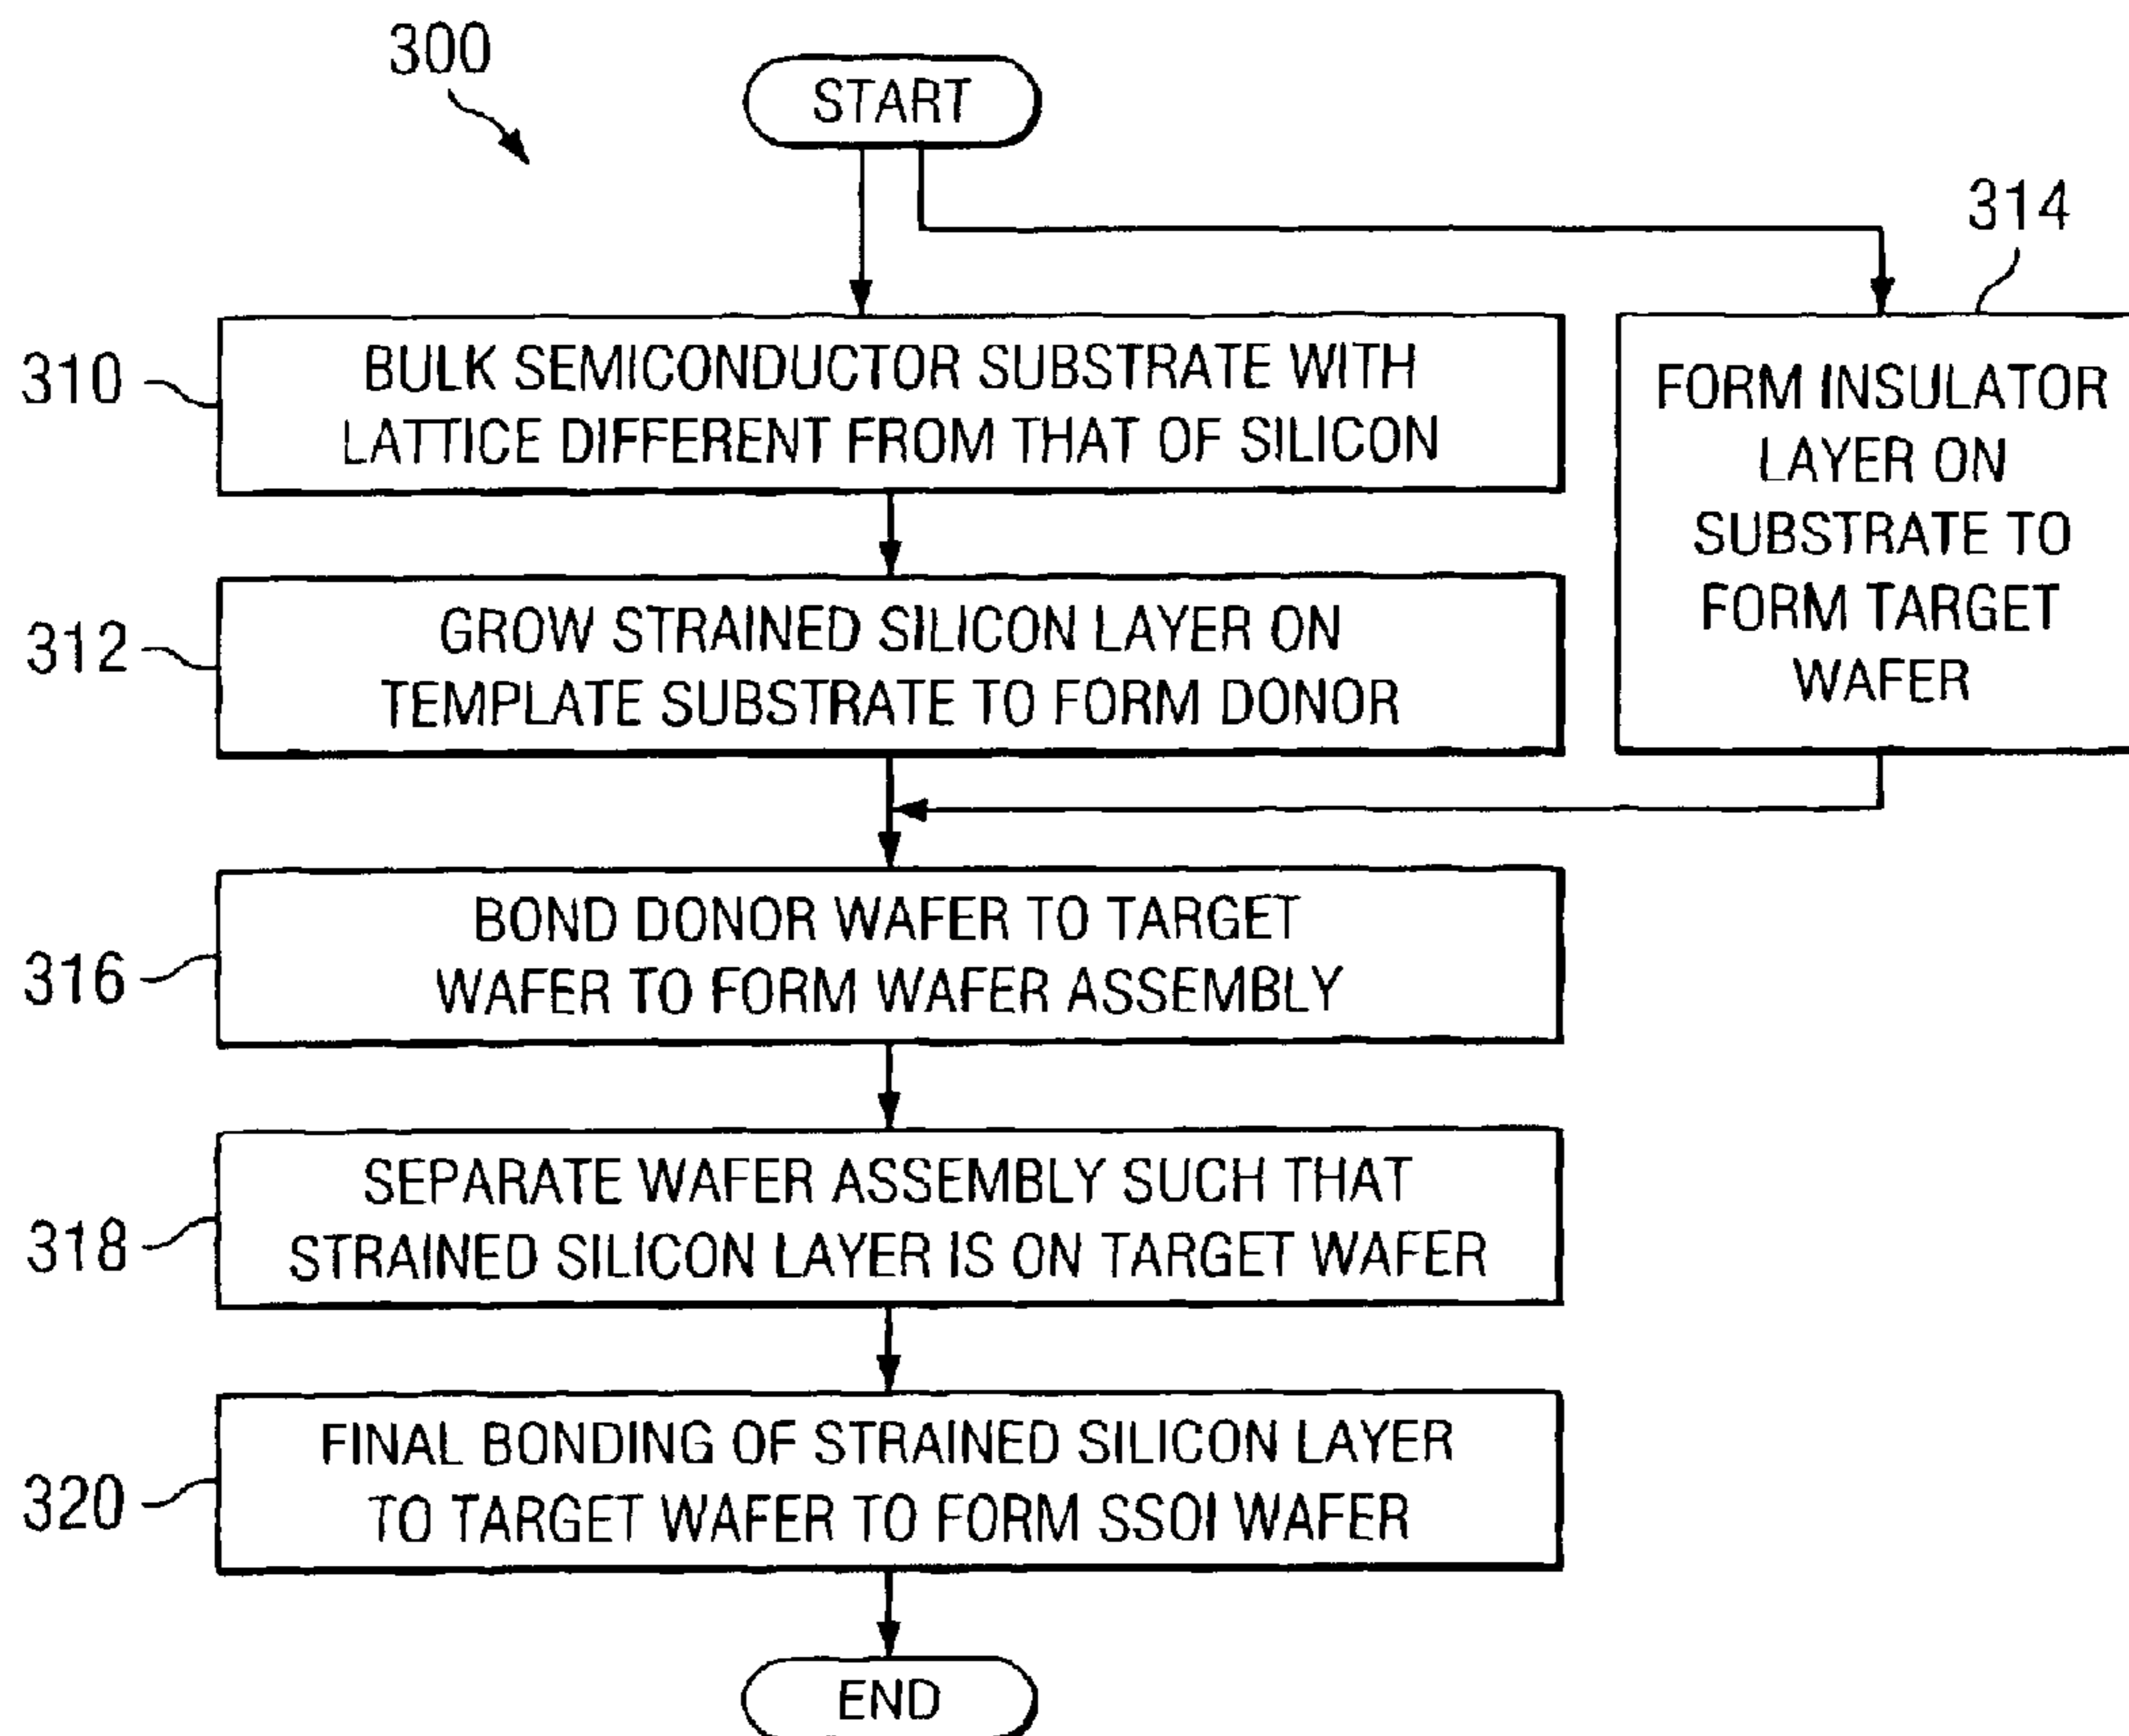 300
START
314
310
BULK SEMICONDUCTOR SUBSTRATE WITH
LATTICE DIFFERENT FROM THAT OF SILICON
FORM INSULATOR
LAYER ON
SUBSTRATE TO
FORM TARGET
WAFER
312
GROW STRAINED SILICON LAYER ON
TEMPLATE SUBSTRATE TO FORM DONOR
316
BOND DONOR WAFER TO TARGET
WAFER TO FORM WAFER ASSEMBLY
318
SEPARATE WAFER ASSEMBLY SUCH THAT
STRAINED SILICON LAYER IS ON TARGET WAFER
320
FINAL BONDING OF STRAINED SILICON LAYER
TO TARGET WAFER TO FORM SSOI WAFER
END